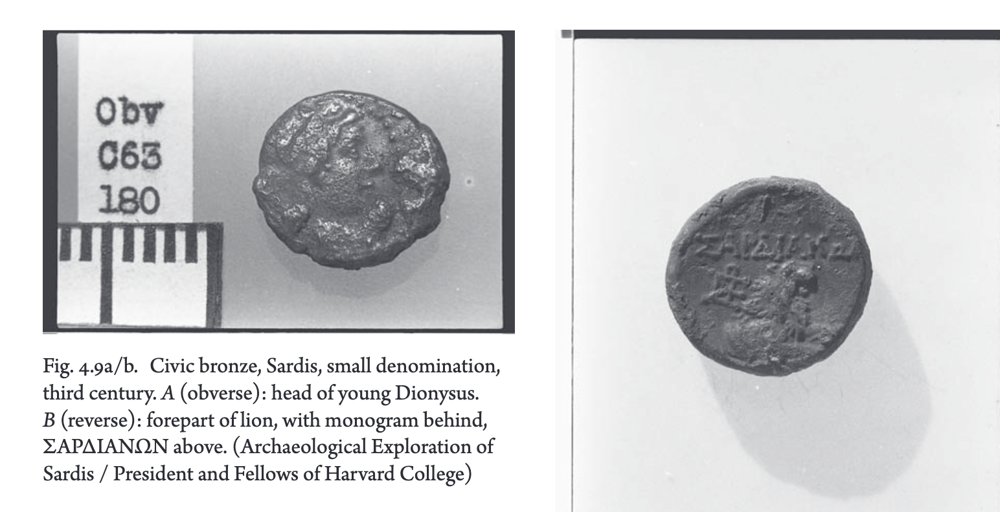 Obv
C63
180
ΣΑΡΔΙΑΝΩ
Fig. 4.9a/b. Civic bronze, Sardis, small denomination,
third century. A (obverse): head of young Dionysus.
B (reverse): forepart of lion, with monogram behind,
ΣΑΡΔΙΑΝΩΝ above. (Archaeological Exploration of
Sardis / President and Fellows of Harvard College)